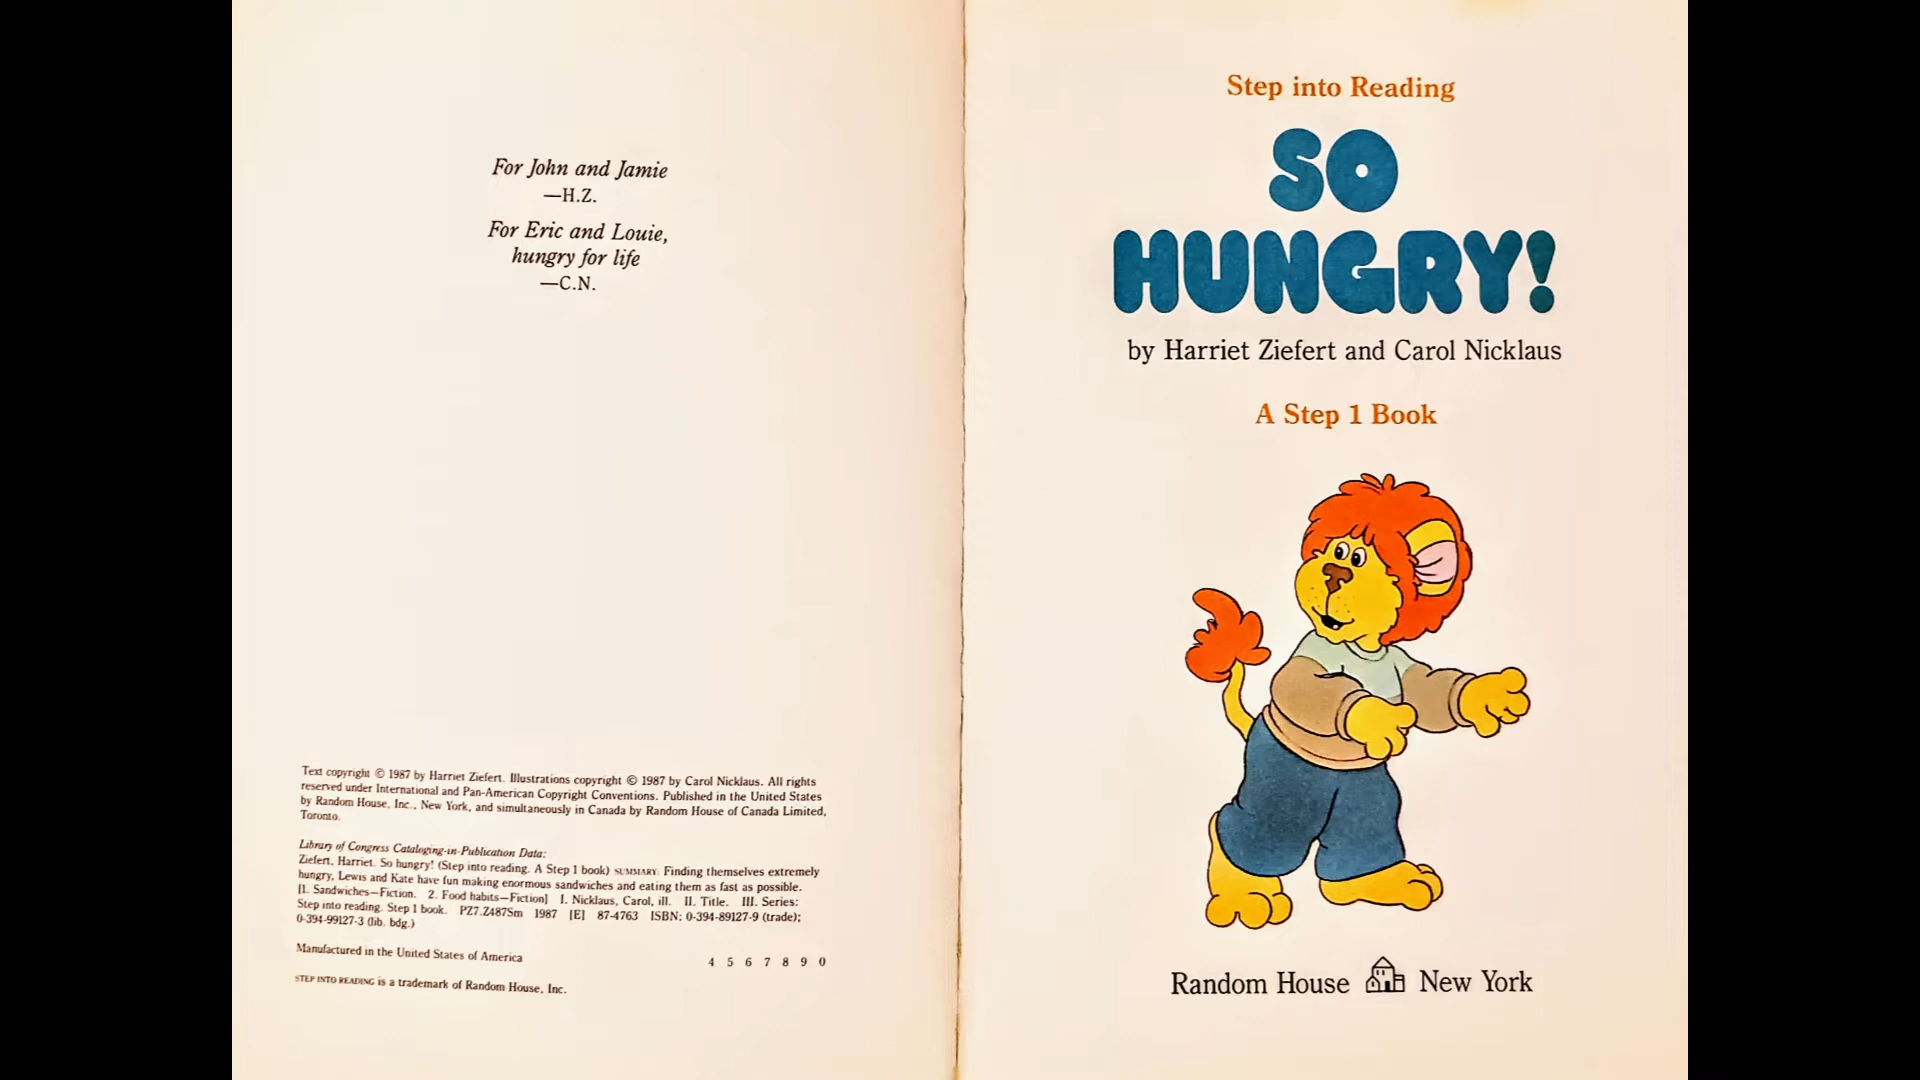 For John and Jamie
—H.Z.
For Eric and Louie,
hungry for life
—C.N.
Text copyright © 1987 by Harriet Ziefert. Illustrations copyright © 1987 by Carol Nicklaus. All rights
reserved under International and Pan-American Copyright Conventions. Published in the United States
by Random House, Inc., New York, and simultaneously in Canada by Random House of Canada Limited,
Toronto.
Library of Congress Cataloging-in-Publication Data:
Ziefert, Harriet. So hungry! (Step into reading. A Step 1 book) SUMMARY: Finding themselves extremely
hungry, Lewis and Kate have fun making enormous sandwiches and eating them as fast as possible.
[1. Sandwiches—Fiction. 2. Food habits—Fiction] I. Nicklaus, Carol, ill. II. Title. III. Series:
Step into reading. Step 1 book. PZ7.Z487Sm 1987 [E] 87-4763 ISBN: 0-394-89127-9 (trade);
0-394-99127-3 (lib. bdg.)
Manufactured in the United States of America
4 5 6 7 8 9 0
STEP INTO READING is a trademark of Random House, Inc.
Step into Reading
SO
HUNGRY!
by Harriet Ziefert and Carol Nicklaus
A Step 1 Book
Random House New York